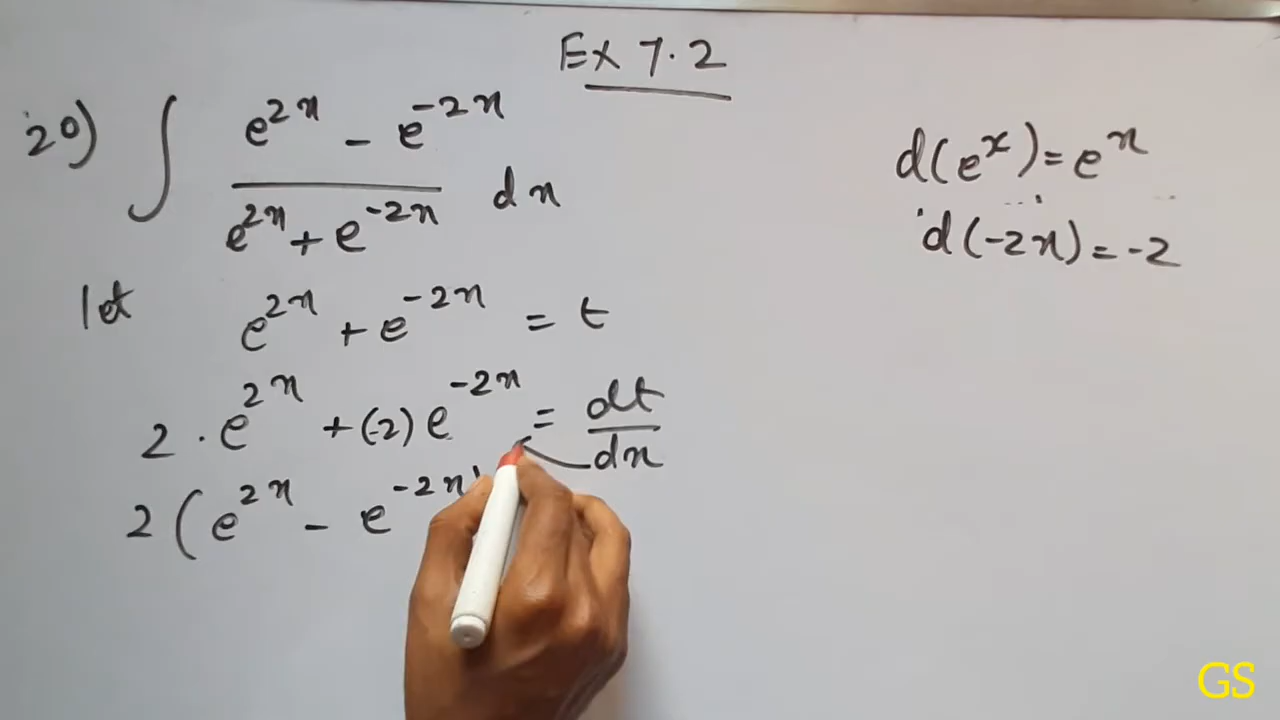 Ex 7.2
20) ∫ (e^{2x} - e^{-2x}) / (e^{2x} + e^{-2x}) dx
d(e^x) = e^x
d(-2x) = -2
let e^{2x} + e^{-2x} = t
2 · e^{2x} + (-2) e^{-2x} = dt/dx
2 ( e^{2x} - e^{-2x}
GS